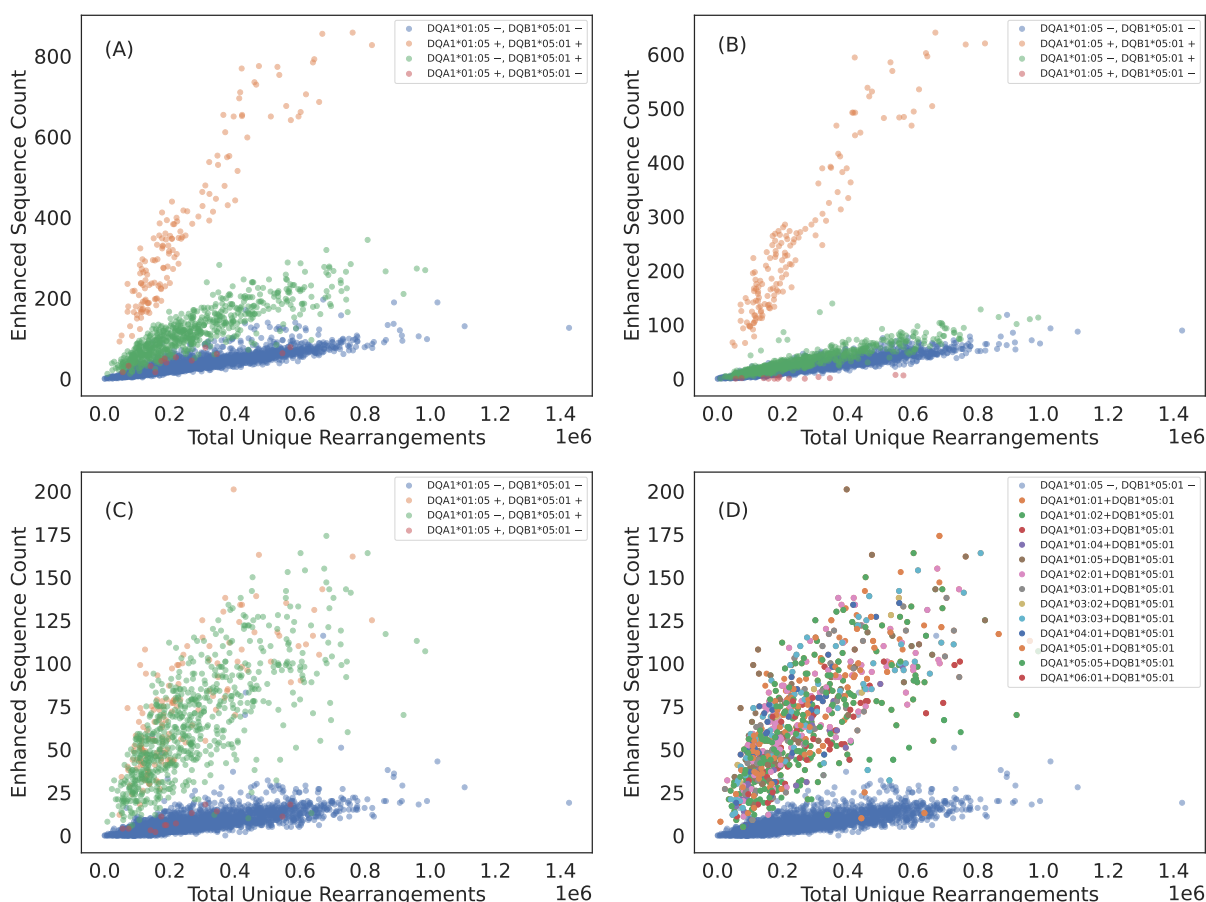 (A)
DQA1*01:05 −, DQB1*05:01 −
DQA1*01:05 +, DQB1*05:01 +
DQA1*01:05 −, DQB1*05:01 +
DQA1*01:05 +, DQB1*05:01 −
Enhanced Sequence Count
800
600
400
200
0
0.0 0.2 0.4 0.6 0.8 1.0 1.2 1.4
Total Unique Rearrangements
1e6
(B)
DQA1*01:05 −, DQB1*05:01 −
DQA1*01:05 +, DQB1*05:01 +
DQA1*01:05 −, DQB1*05:01 +
DQA1*01:05 +, DQB1*05:01 −
Enhanced Sequence Count
600
500
400
300
200
100
0
0.0 0.2 0.4 0.6 0.8 1.0 1.2 1.4
Total Unique Rearrangements
1e6
(C)
DQA1*01:05 −, DQB1*05:01 −
DQA1*01:05 +, DQB1*05:01 +
DQA1*01:05 −, DQB1*05:01 +
DQA1*01:05 +, DQB1*05:01 −
Enhanced Sequence Count
200
175
150
125
100
75
50
25
0
0.0 0.2 0.4 0.6 0.8 1.0 1.2 1.4
Total Unique Rearrangements
1e6
(D)
DQA1*01:05 −, DQB1*05:01 −
DQA1*01:01+DQB1*05:01
DQA1*01:02+DQB1*05:01
DQA1*01:03+DQB1*05:01
DQA1*01:04+DQB1*05:01
DQA1*01:05+DQB1*05:01
DQA1*02:01+DQB1*05:01
DQA1*03:01+DQB1*05:01
DQA1*03:02+DQB1*05:01
DQA1*03:03+DQB1*05:01
DQA1*04:01+DQB1*05:01
DQA1*05:01+DQB1*05:01
DQA1*05:05+DQB1*05:01
DQA1*06:01+DQB1*05:01
Enhanced Sequence Count
200
175
150
125
100
75
50
25
0
0.0 0.2 0.4 0.6 0.8 1.0 1.2 1.4
Total Unique Rearrangements
1e6